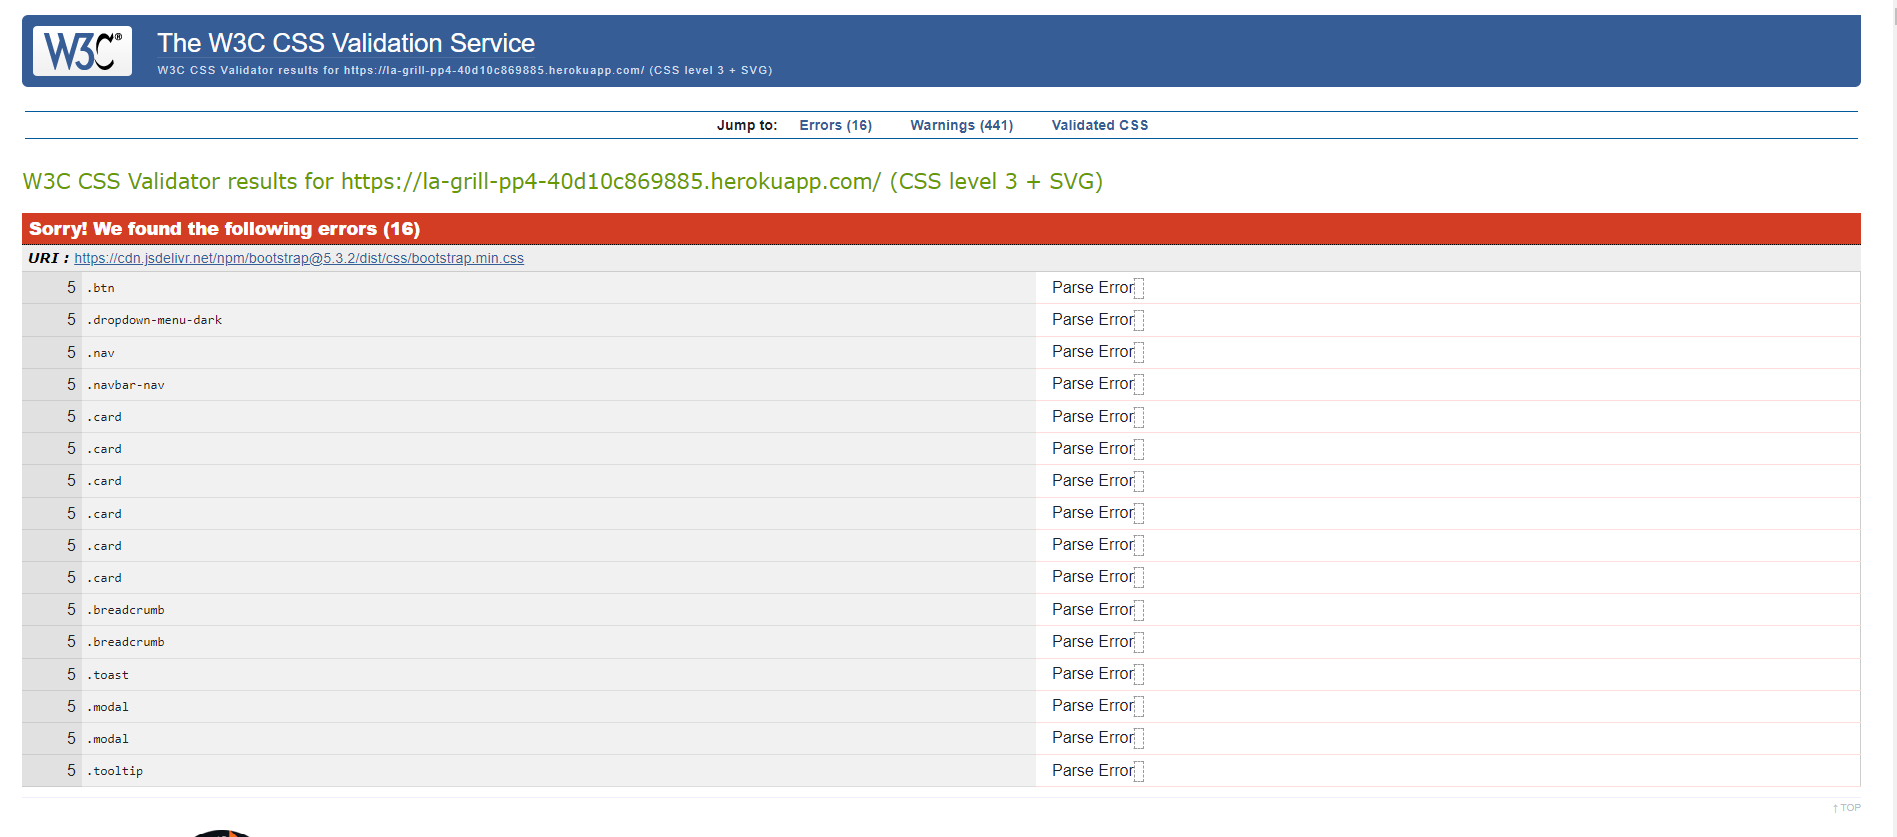 W3C®
The W3C CSS Validation Service
W3C CSS Validator results for https://la-grill-pp4-40d10c869885.herokuapp.com/ (CSS level 3 + SVG)
Jump to: Errors (16) Warnings (441) Validated CSS
W3C CSS Validator results for https://la-grill-pp4-40d10c869885.herokuapp.com/ (CSS level 3 + SVG)
Sorry! We found the following errors (16)
URI : https://cdn.jsdelivr.net/npm/bootstrap@5.3.2/dist/css/bootstrap.min.css
5 .btn Parse Error
5 .dropdown-menu-dark Parse Error
5 .nav Parse Error
5 .navbar-nav Parse Error
5 .card Parse Error
5 .card Parse Error
5 .card Parse Error
5 .card Parse Error
5 .card Parse Error
5 .card Parse Error
5 .breadcrumb Parse Error
5 .breadcrumb Parse Error
5 .toast Parse Error
5 .modal Parse Error
5 .modal Parse Error
5 .tooltip Parse Error
↑ TOP